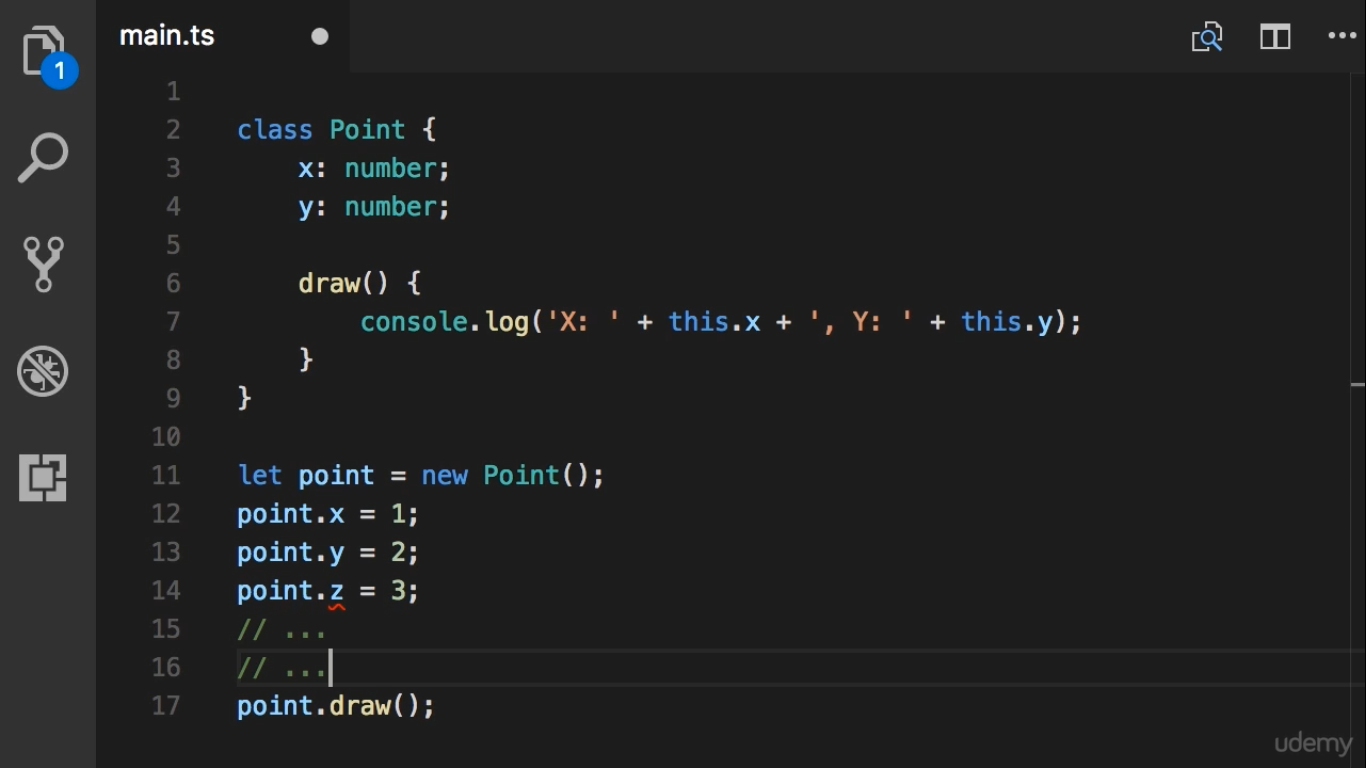 main.ts
1
1
2 class Point {
3 x: number;
4 y: number;
5
6 draw() {
7 console.log('X: ' + this.x + ', Y: ' + this.y);
8 }
9 }
10
11 let point = new Point();
12 point.x = 1;
13 point.y = 2;
14 point.z = 3;
15 // ...
16 // ...
17 point.draw();
udemy